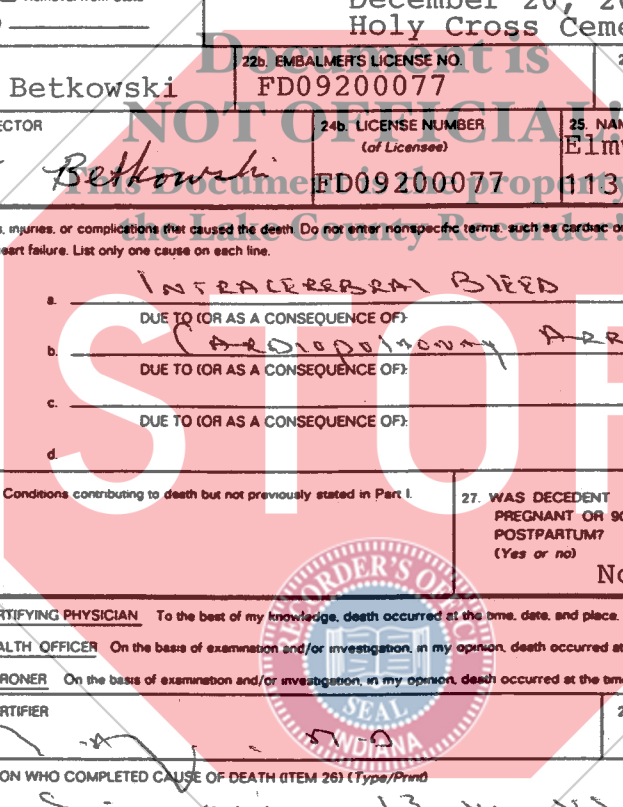 December 20, 20
Holy Cross Ceme
Document is
22b. EMBALMER'S LICENSE NO.
Betkowski
FD09200077
NOT OFFICIAL!
ECTOR
24b. LICENSE NUMBER
25. NAM
(of Licensee)
Elm
Betkowski
FD09200077
113
This Document is the property
the Lake County Recorder!
, injuries, or complications that caused the death. Do not enter nonspecific terms, such as cardiac or
eart failure. List only one cause on each line.
a. INTRACEREBRAL BLEED
DUE TO (OR AS A CONSEQUENCE OF):
b. Cardiopulmonary Arr
DUE TO (OR AS A CONSEQUENCE OF):
c.
DUE TO (OR AS A CONSEQUENCE OF):
d.
STOP
Conditions contributing to death but not previously stated in Part I.
27. WAS DECEDENT
PREGNANT OR 90
POSTPARTUM?
(Yes or no)
No
RECORDER'S OFFICE
RTIFYING PHYSICIAN To the best of my knowledge, death occurred at the time, date, and place,
ALTH OFFICER On the basis of examination and/or investigation, in my opinion, death occurred at
RONER On the basis of examination and/or investigation, in my opinion, death occurred at the tim
SEAL
INDIANA
RTIFIER
ON WHO COMPLETED CAUSE OF DEATH (ITEM 26) (Type/Print)